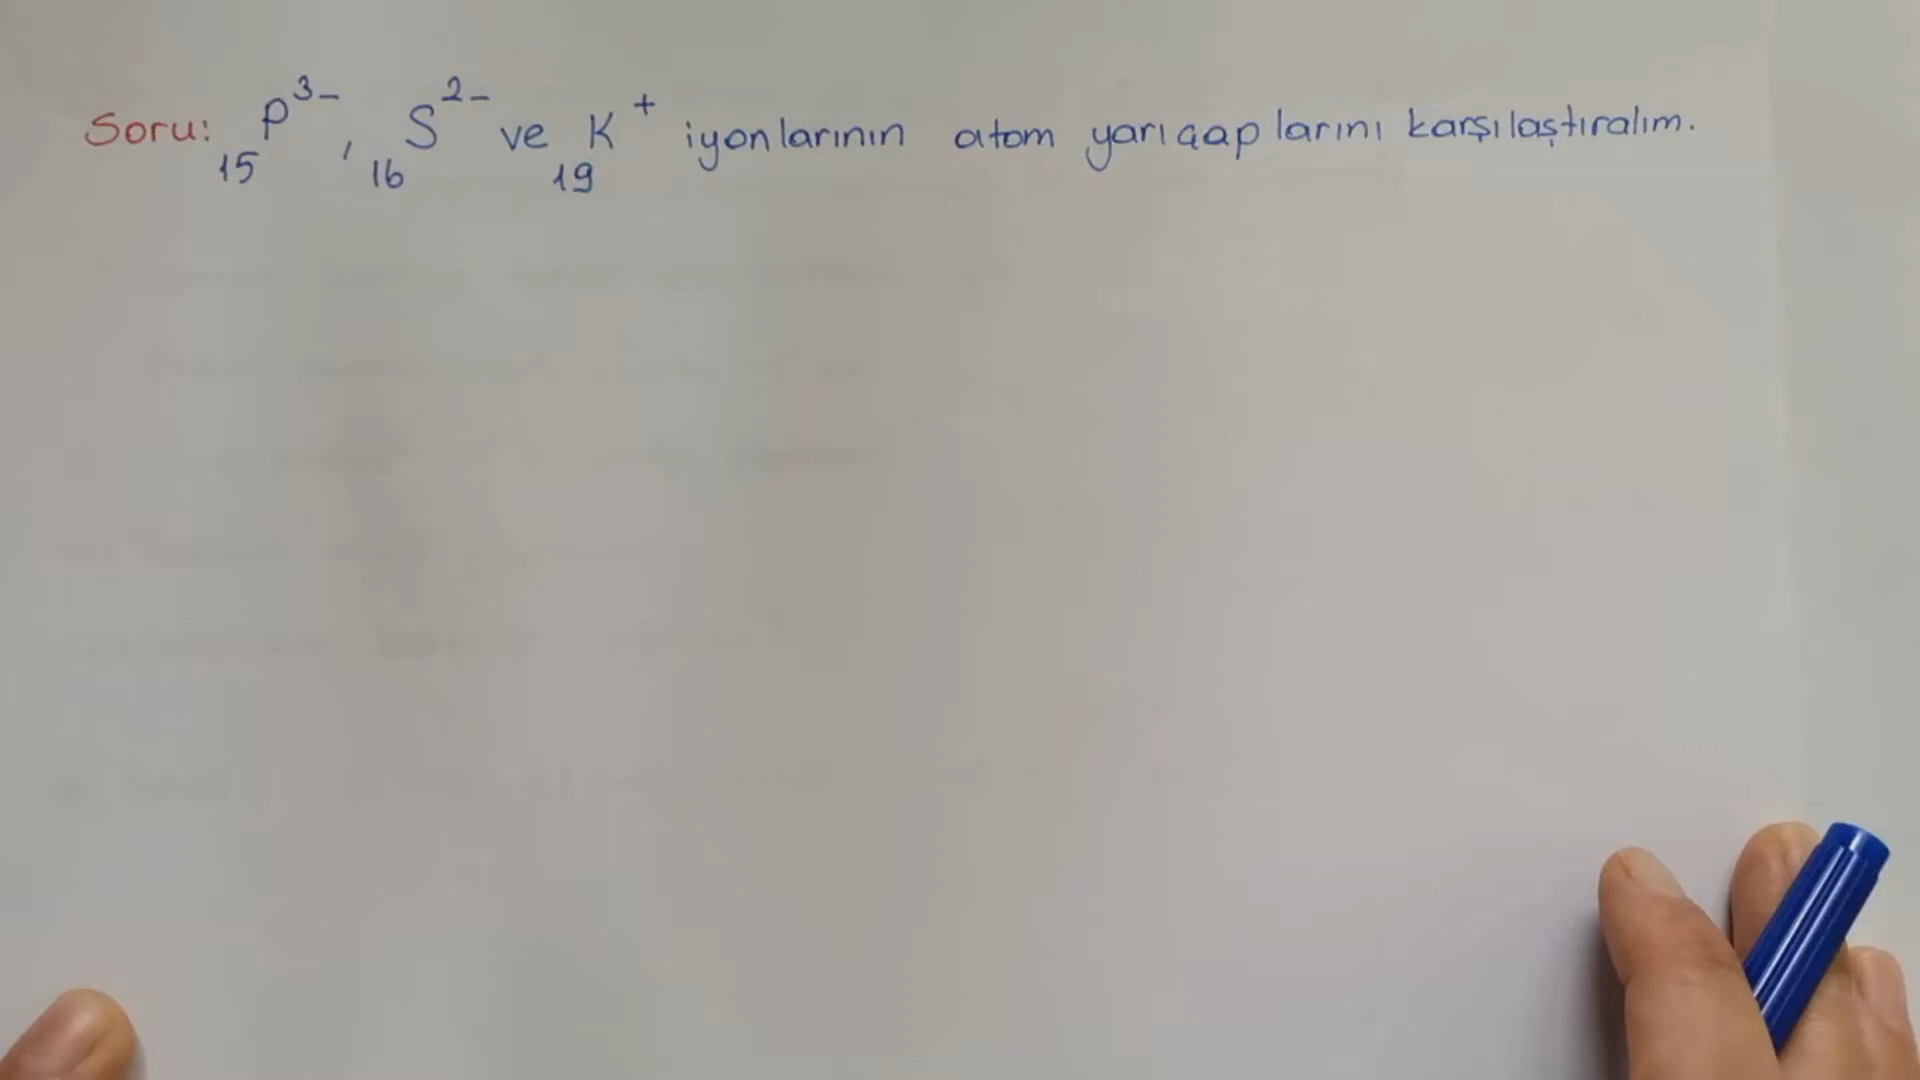 Soru: ₁₅P³⁻, ₁₆S²⁻ ve ₁₉K⁺ iyonlarının atom yarıçaplarını karşılaştıralım.